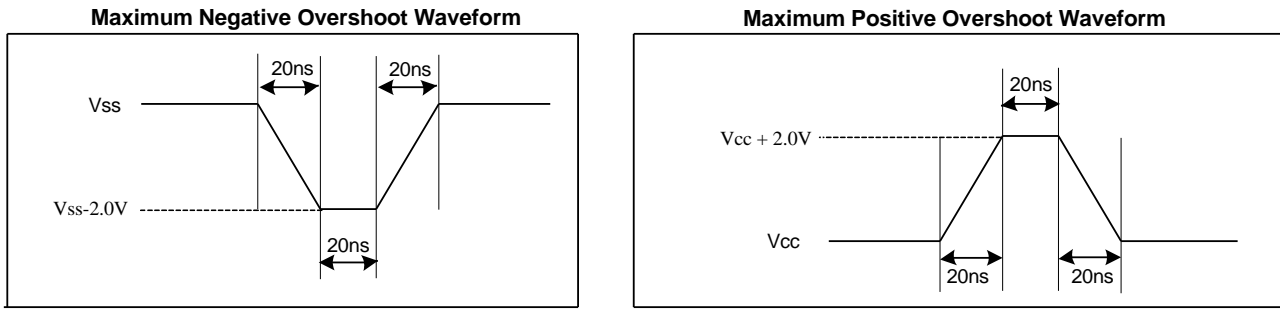 Maximum Negative Overshoot Waveform
20ns
20ns
Vss
Vss-2.0V
20ns
Maximum Positive Overshoot Waveform
20ns
Vcc + 2.0V
Vcc
20ns
20ns